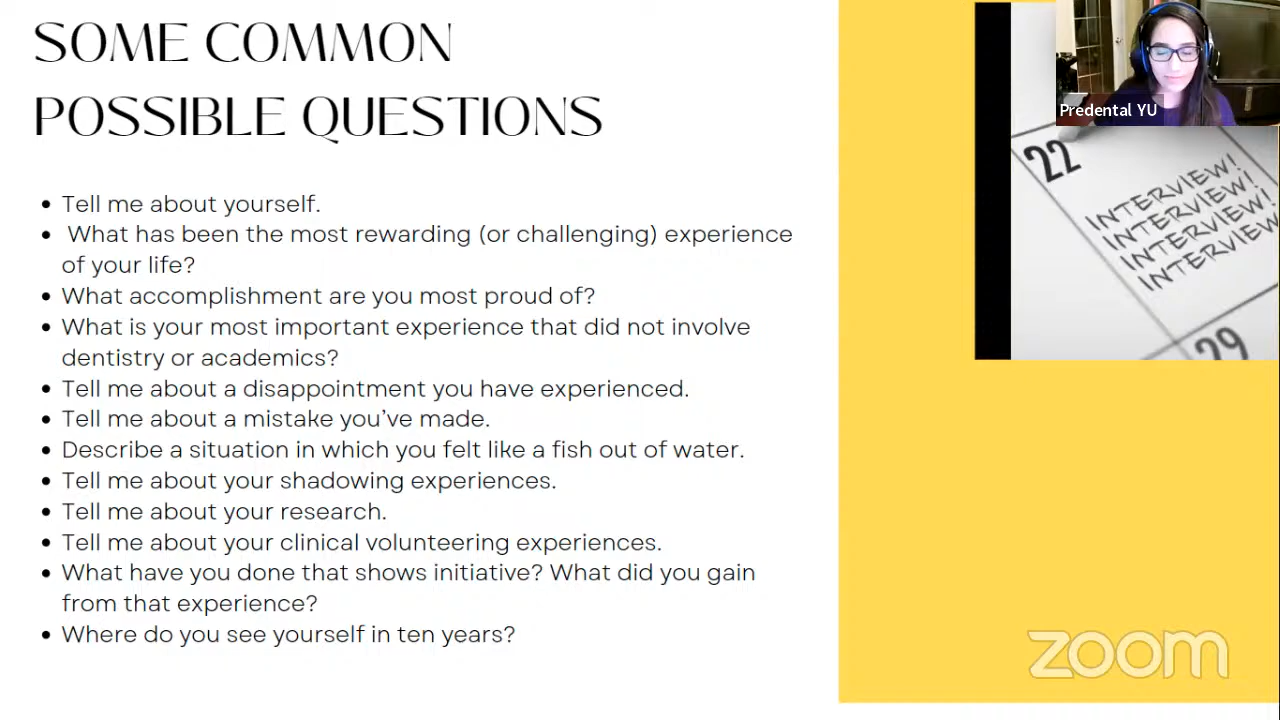 SOME COMMON
POSSIBLE QUESTIONS
• Tell me about yourself.
• What has been the most rewarding (or challenging) experience
of your life?
• What accomplishment are you most proud of?
• What is your most important experience that did not involve
dentistry or academics?
• Tell me about a disappointment you have experienced.
• Tell me about a mistake you’ve made.
• Describe a situation in which you felt like a fish out of water.
• Tell me about your shadowing experiences.
• Tell me about your research.
• Tell me about your clinical volunteering experiences.
• What have you done that shows initiative? What did you gain
from that experience?
• Where do you see yourself in ten years?
Predental YU
22
INTERVIEW!
INTERVIEW!
INTERVIEW!
INTERVIEW
29
zoom